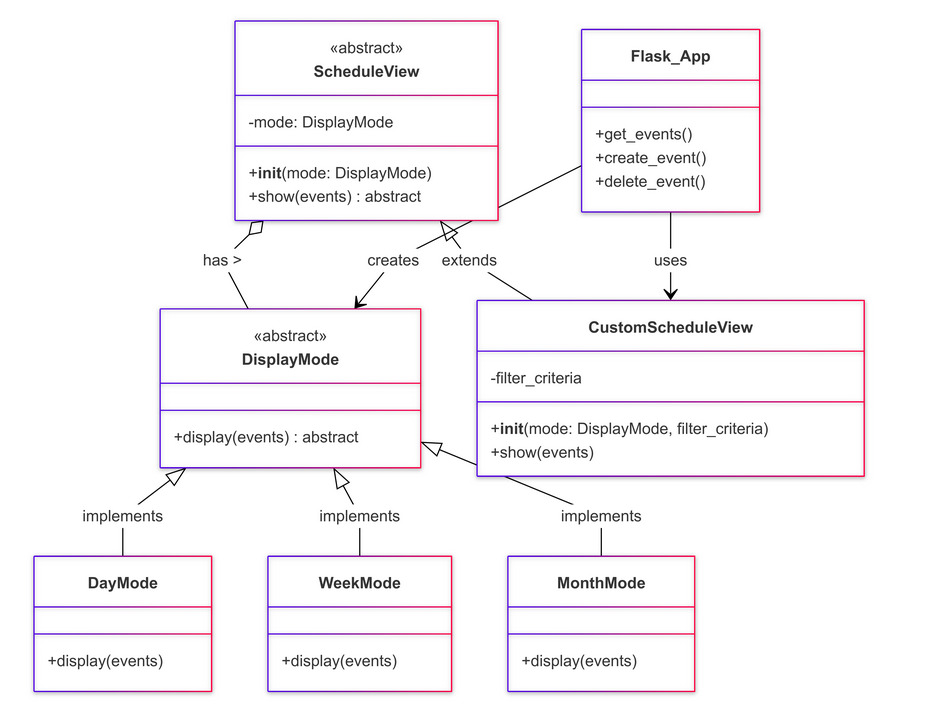 «abstract»
ScheduleView
-mode: DisplayMode
+init(mode: DisplayMode)
+show(events) : abstract
Flask_App
+get_events()
+create_event()
+delete_event()
has >
creates
extends
uses
«abstract»
DisplayMode
+display(events) : abstract
CustomScheduleView
-filter_criteria
+init(mode: DisplayMode, filter_criteria)
+show(events)
implements
implements
implements
DayMode
+display(events)
WeekMode
+display(events)
MonthMode
+display(events)